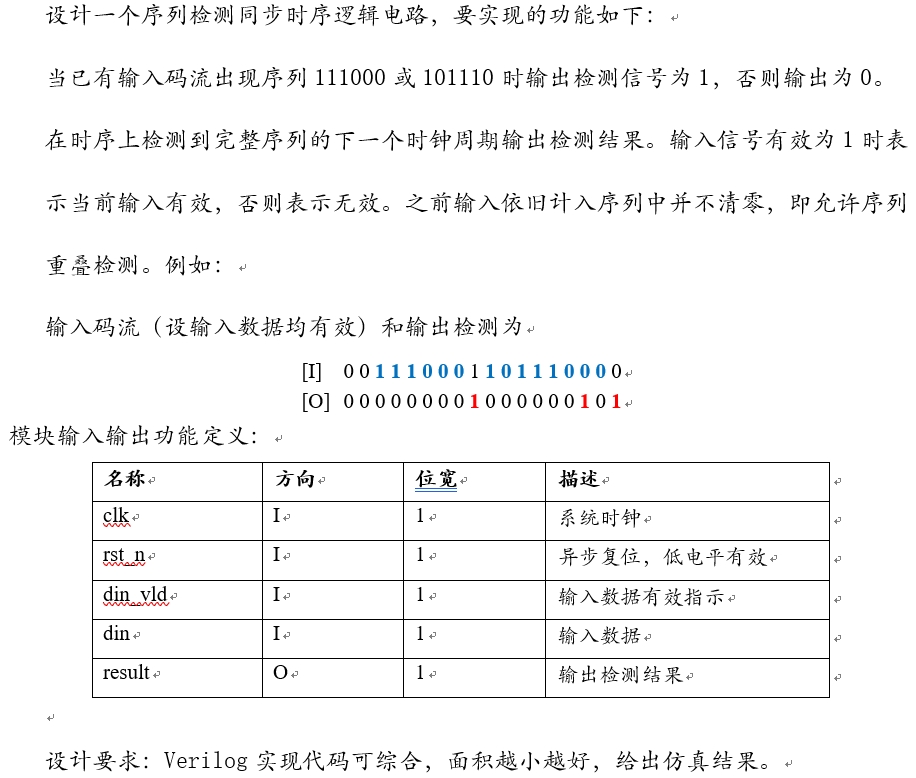 设计一个序列检测同步时序逻辑电路，要实现的功能如下：
当已有输入码流出现序列 111000 或 101110 时输出检测信号为 1，否则输出为 0。
在时序上检测到完整序列的下一个时钟周期输出检测结果。输入信号有效为 1 时表
示当前输入有效，否则表示无效。之前输入依旧计入序列中并不清零，即允许序列
重叠检测。例如：
输入码流（设输入数据均有效）和输出检测为
[I] 0 0 1 1 1 0 0 0 1 1 0 1 1 1 0 0 0 0
[O] 0 0 0 0 0 0 0 0 1 0 0 0 0 0 0 1 0 1
模块输入输出功能定义：
名称 方向 位宽 描述
clk I 1 系统时钟
rst_n I 1 异步复位，低电平有效
din_vld I 1 输入数据有效指示
din I 1 输入数据
result O 1 输出检测结果
设计要求：Verilog 实现代码可综合，面积越小越好，给出仿真结果。